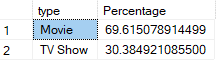 type Percentage
1 Movie 69.615078914499
2 TV Show 30.384921085500